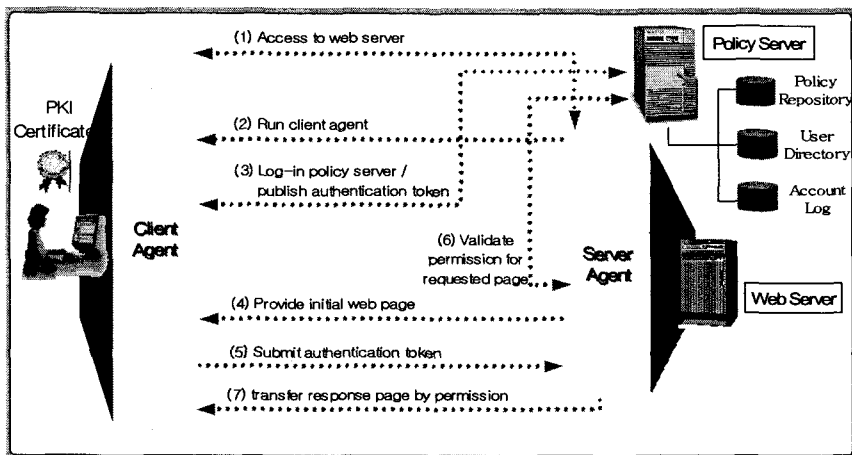 (1) Access to web server
Policy Server
PKI
Certificate
Policy
Repository
(2) Run client agent
User
Directory
(3) Log-in policy server /
publish authentication token
Account
Log
Client
Agent
(6) Validate
permission for
requested page
Server
Agent
(4) Provide initial web page
Web Server
(5) Submit authentication token
(7) transfer response page by permission